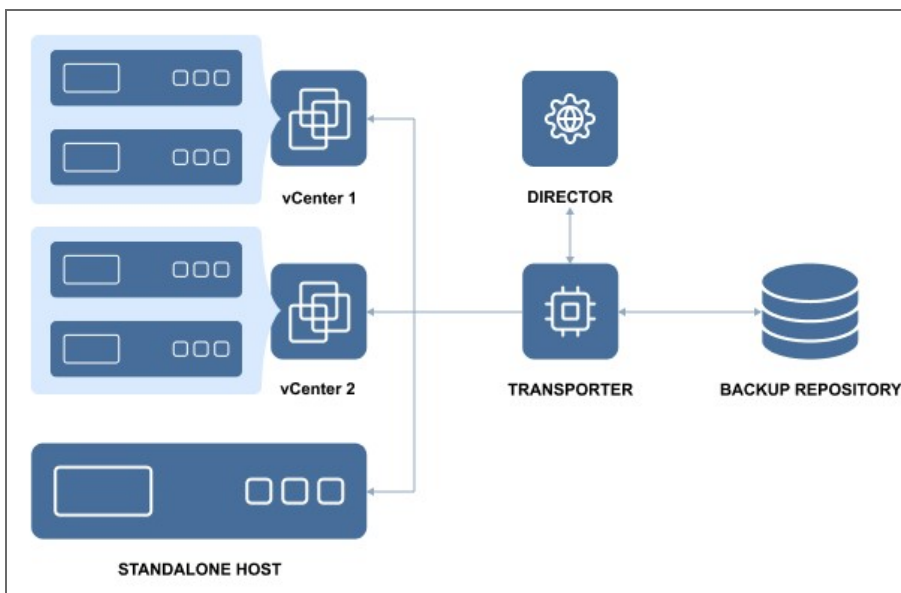 vCenter 1
DIRECTOR
vCenter 2
TRANSPORTER
BACKUP REPOSITORY
STANDALONE HOST